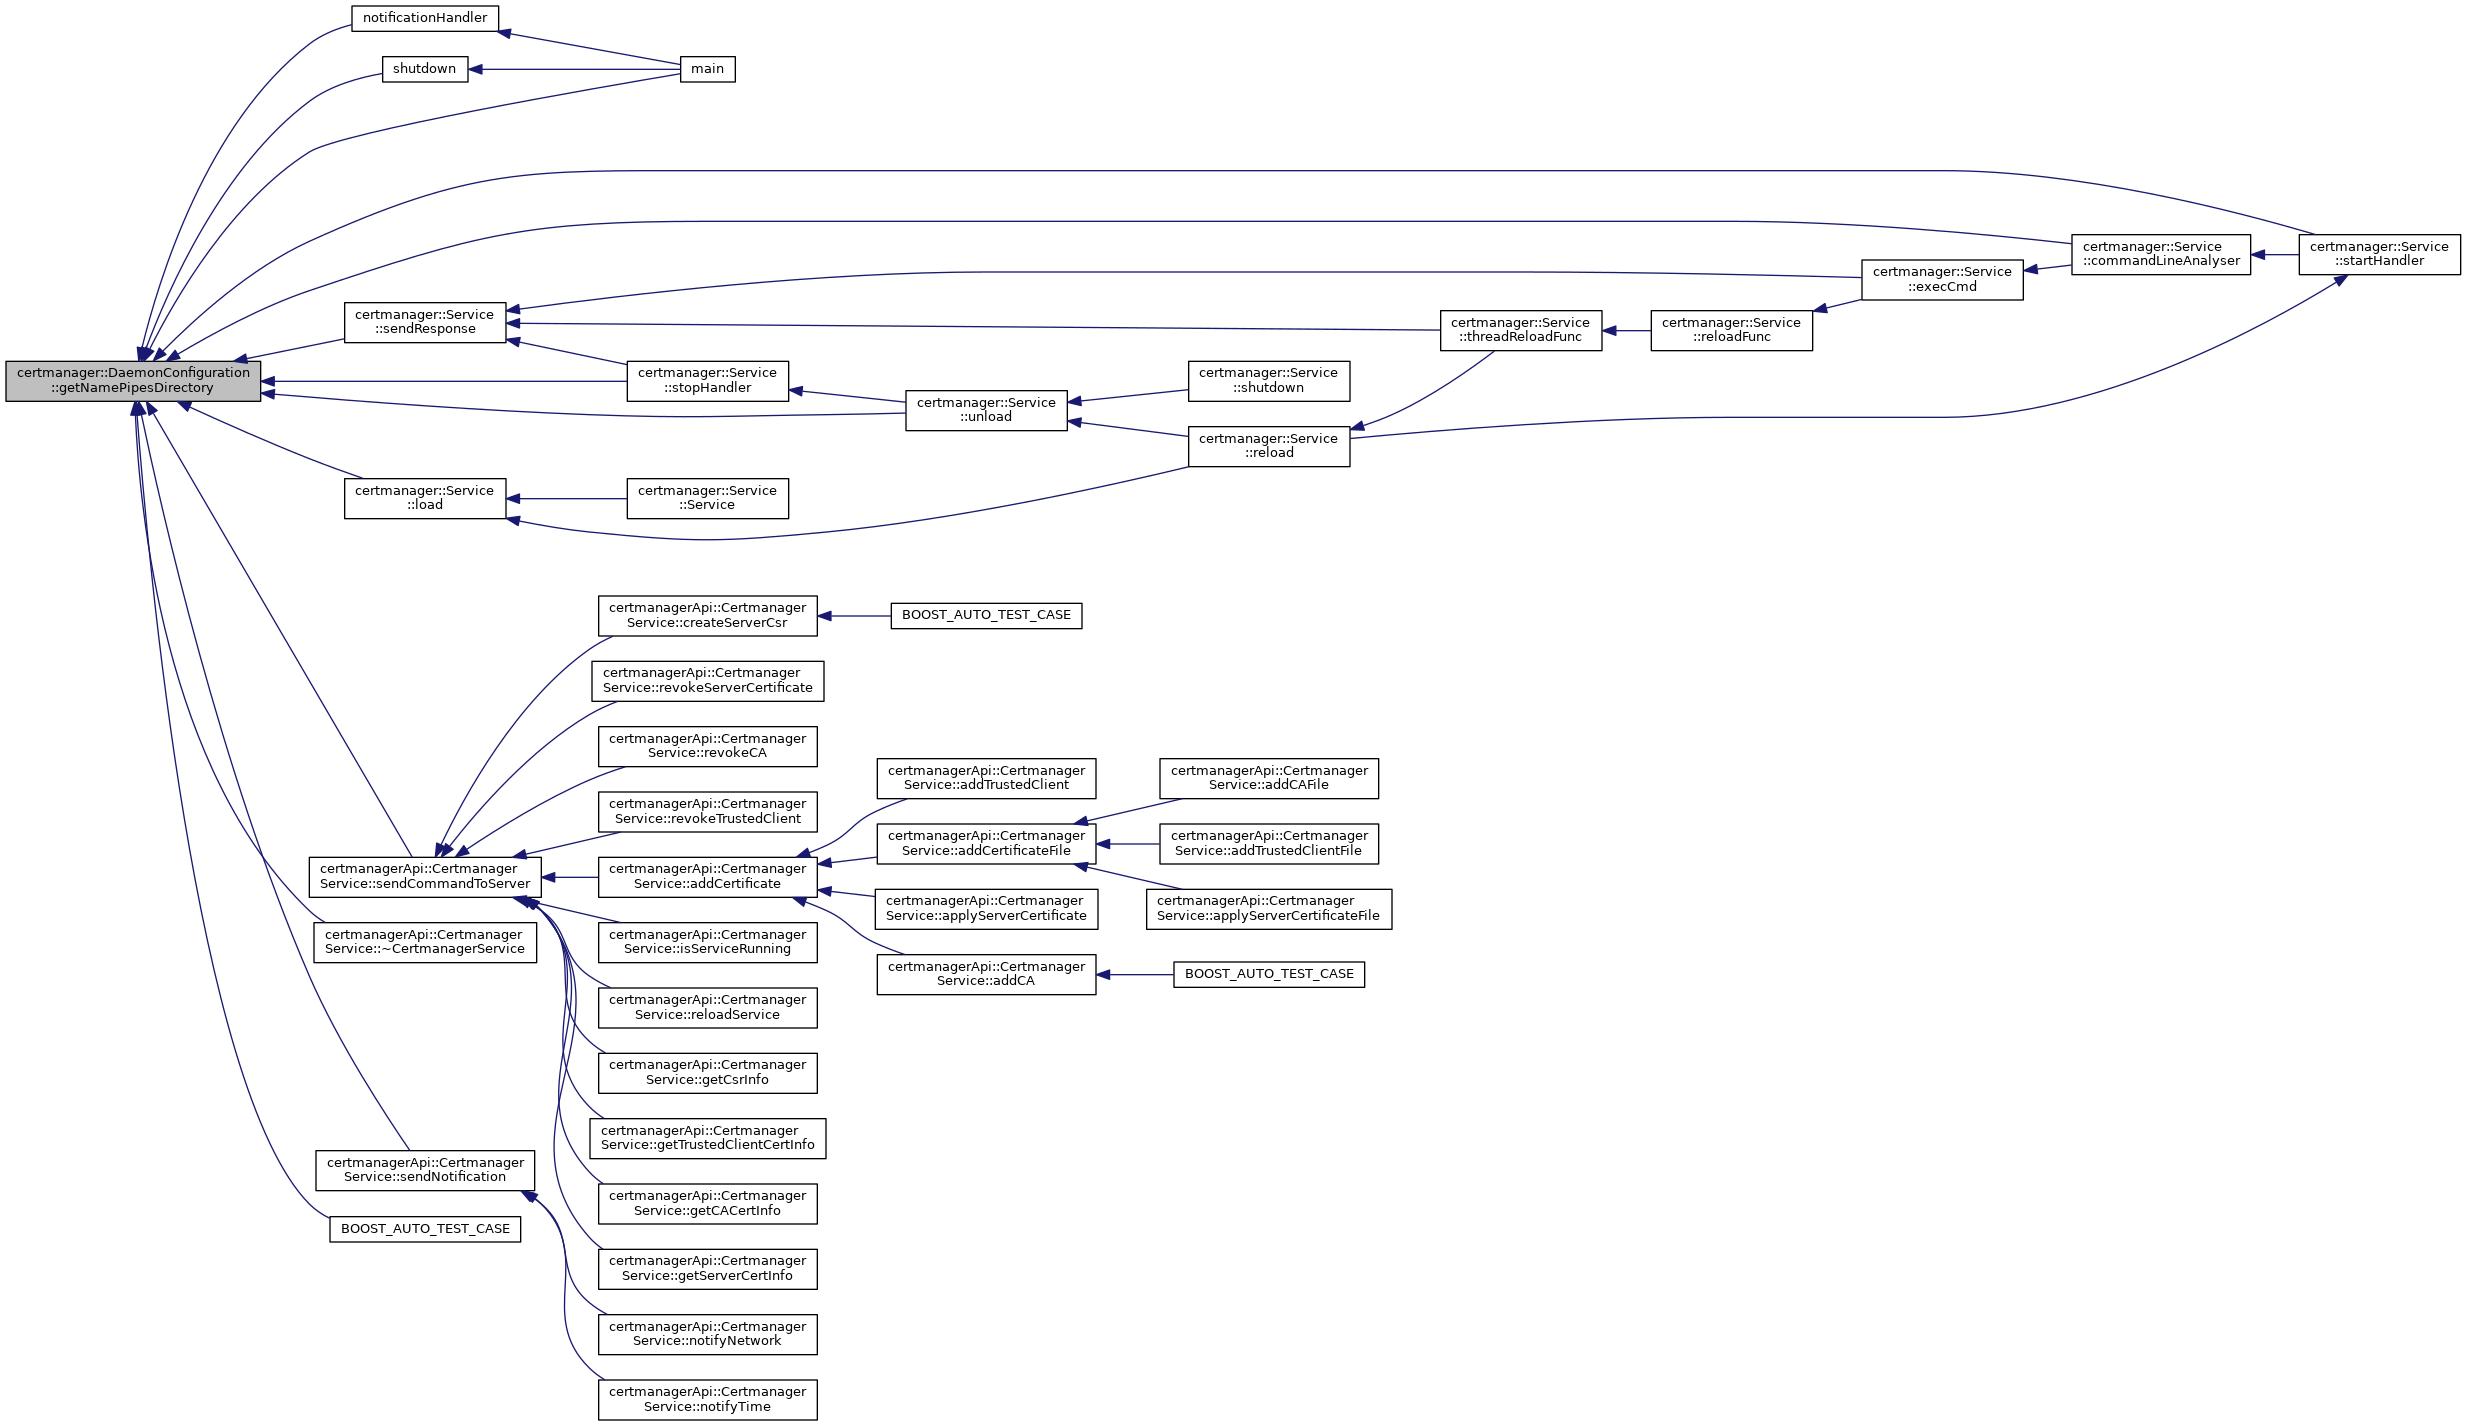 notificationHandler
shutdown
main
certmanager::Service
::commandLineAnalyser
certmanager::Service
::startHandler
certmanager::Service
::execCmd
certmanager::Service
::sendResponse
certmanager::Service
::threadReloadFunc
certmanager::Service
::reloadFunc
certmanager::DaemonConfiguration
::getNamePipesDirectory
certmanager::Service
::stopHandler
certmanager::Service
::shutdown
certmanager::Service
::unload
certmanager::Service
::reload
certmanager::Service
::load
certmanager::Service
::Service
certmanagerApi::Certmanager
Service::createServerCsr
BOOST_AUTO_TEST_CASE
certmanagerApi::Certmanager
Service::revokeServerCertificate
certmanagerApi::Certmanager
Service::revokeCA
certmanagerApi::Certmanager
Service::addTrustedClient
certmanagerApi::Certmanager
Service::addCAFile
certmanagerApi::Certmanager
Service::revokeTrustedClient
certmanagerApi::Certmanager
Service::addCertificateFile
certmanagerApi::Certmanager
Service::addTrustedClientFile
certmanagerApi::Certmanager
Service::sendCommandToServer
certmanagerApi::Certmanager
Service::addCertificate
certmanagerApi::Certmanager
Service::applyServerCertificate
certmanagerApi::Certmanager
Service::applyServerCertificateFile
certmanagerApi::Certmanager
Service::~CertmanagerService
certmanagerApi::Certmanager
Service::isServiceRunning
certmanagerApi::Certmanager
Service::addCA
BOOST_AUTO_TEST_CASE
certmanagerApi::Certmanager
Service::reloadService
certmanagerApi::Certmanager
Service::getCsrInfo
certmanagerApi::Certmanager
Service::getTrustedClientCertInfo
certmanagerApi::Certmanager
Service::sendNotification
certmanagerApi::Certmanager
Service::getCACertInfo
BOOST_AUTO_TEST_CASE
certmanagerApi::Certmanager
Service::getServerCertInfo
certmanagerApi::Certmanager
Service::notifyNetwork
certmanagerApi::Certmanager
Service::notifyTime